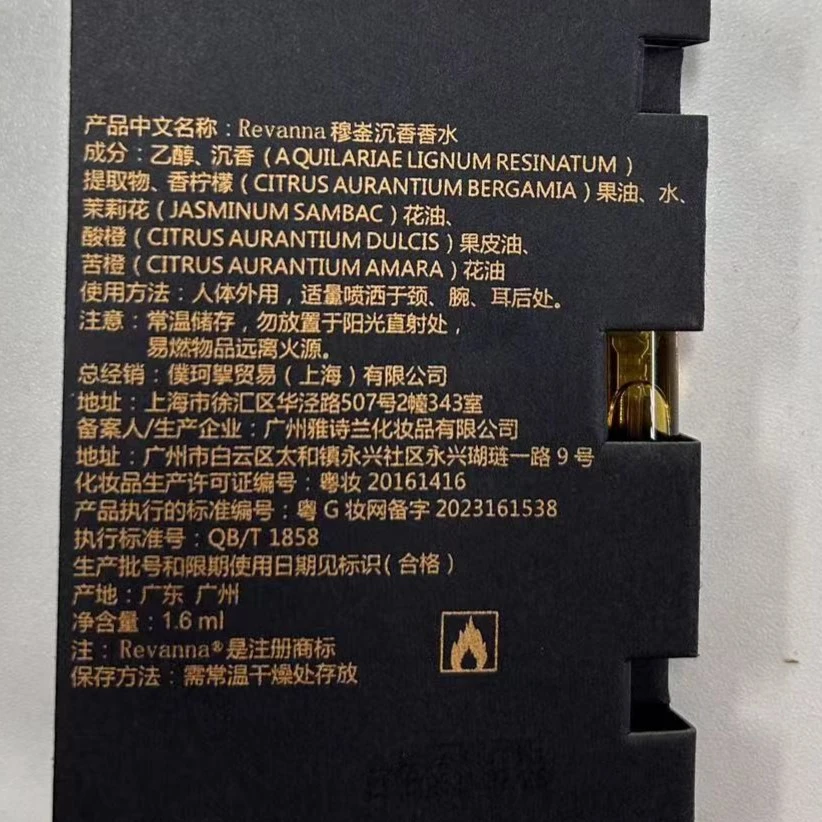 产品中文名称：Revanna 穆崟沉香香水
成分：乙醇、沉香（AQUILARIAE LIGNUM RESINATUM）
提取物、香柠檬（CITRUS AURANTIUM BERGAMIA）果油、水、
茉莉花（JASMINUM SAMBAC）花油、
酸橙（CITRUS AURANTIUM DULCIS）果皮油、
苦橙（CITRUS AURANTIUM AMARA）花油
使用方法：人体外用，适量喷洒于颈、腕、耳后处。
注意：常温储存，勿放置于阳光直射处，
易燃物品远离火源。
总经销：僕珂挐贸易（上海）有限公司
地址：上海市徐汇区华泾路507号2幢343室
备案人/生产企业：广州雅诗兰化妆品有限公司
地址：广州市白云区太和镇永兴社区永兴瑚琏一路 9 号
化妆品生产许可证编号：粤妆 20161416
产品执行的标准编号：粤 G 妆网备字 2023161538
执行标准号：QB/T 1858
生产批号和限期使用日期见标识（合格）
产地：广东 广州
净含量：1.6 ml
注：Revanna®是注册商标
保存方法：需常温干燥处存放